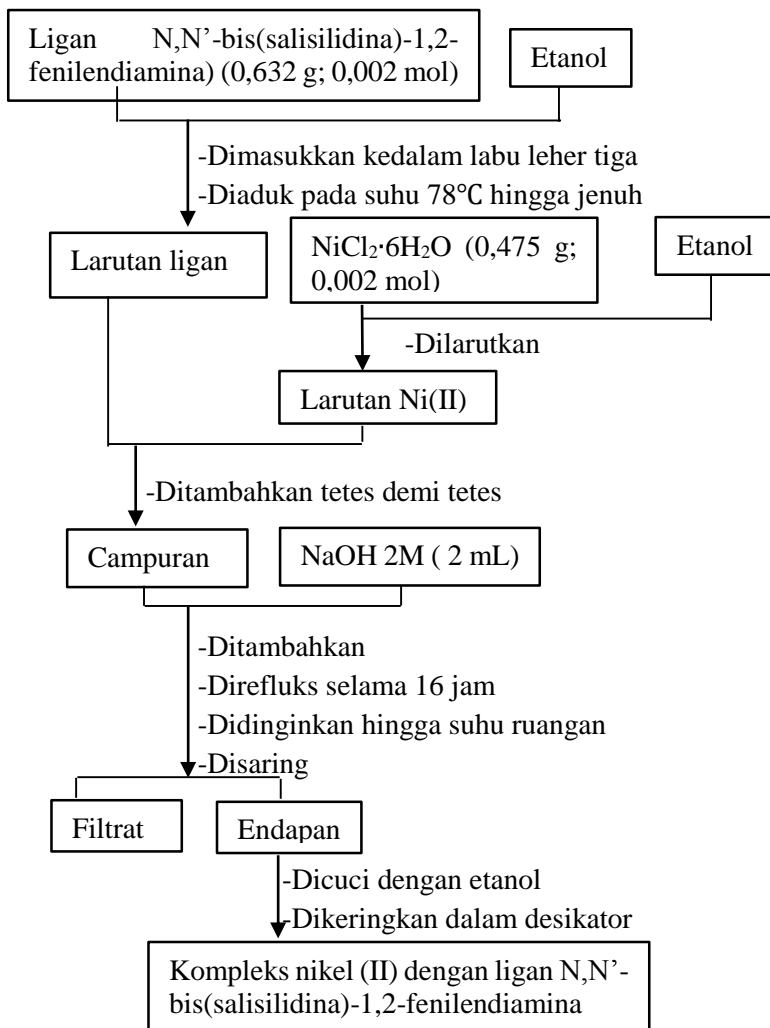 Ligan N,N’-bis(salisilidina)-1,2-
fenilendiamina) (0,632 g; 0,002 mol)
Etanol
-Dimasukkan kedalam labu leher tiga
-Diaduk pada suhu 78℃ hingga jenuh
Larutan ligan
NiCl₂·6H₂O (0,475 g;
0,002 mol)
Etanol
-Dilarutkan
Larutan Ni(II)
-Ditambahkan tetes demi tetes
Campuran
NaOH 2M ( 2 mL)
-Ditambahkan
-Direfluks selama 16 jam
-Didinginkan hingga suhu ruangan
-Disaring
Filtrat
Endapan
-Dicuci dengan etanol
-Dikeringkan dalam desikator
Kompleks nikel (II) dengan ligan N,N’-
bis(salisilidina)-1,2-fenilendiamina